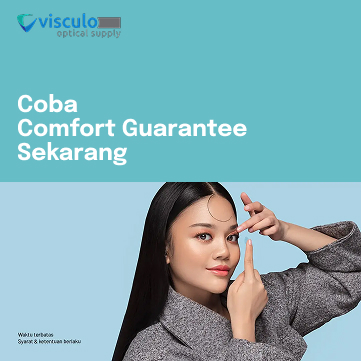 visculo
optical supply
Coba
Comfort Guarantee
Sekarang
Waktu terbatas
Syarat & ketentuan berlaku